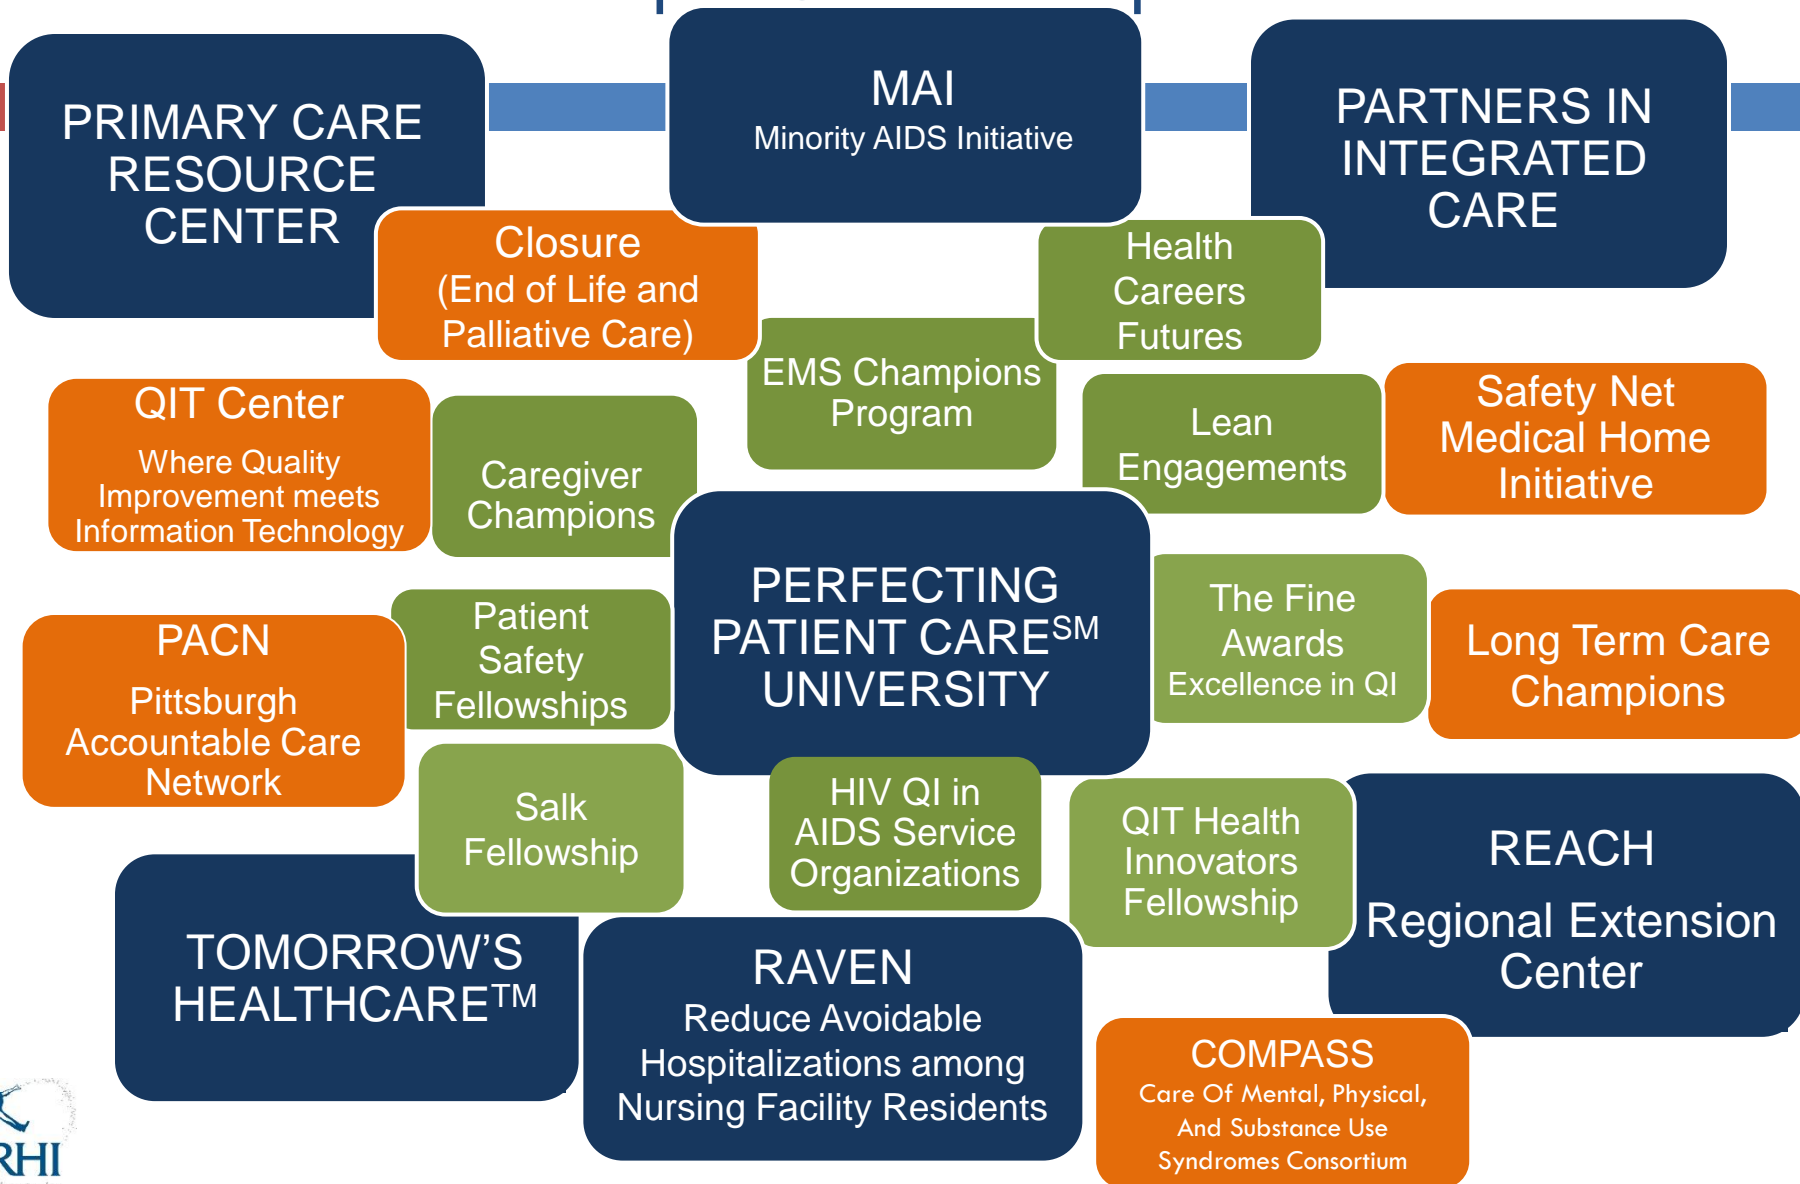 PRIMARY CARE
RESOURCE
CENTER
MAI
Minority AIDS Initiative
PARTNERS IN
INTEGRATED
CARE
Closure
(End of Life and
Palliative Care)
Health
Careers
Futures
EMS Champions
Program
QIT Center
Where Quality
Improvement meets
Information Technology
Caregiver
Champions
Lean
Engagements
Safety Net
Medical Home
Initiative
PERFECTING
PATIENT CARE℠
UNIVERSITY
PACN
Pittsburgh
Accountable Care
Network
Patient
Safety
Fellowships
The Fine
Awards
Excellence in QI
Long Term Care
Champions
Salk
Fellowship
HIV QI in
AIDS Service
Organizations
QIT Health
Innovators
Fellowship
REACH
Regional Extension
Center
TOMORROW’S
HEALTHCARE™
RAVEN
Reduce Avoidable
Hospitalizations among
Nursing Facility Residents
COMPASS
Care Of Mental, Physical,
And Substance Use
Syndromes Consortium
RHI